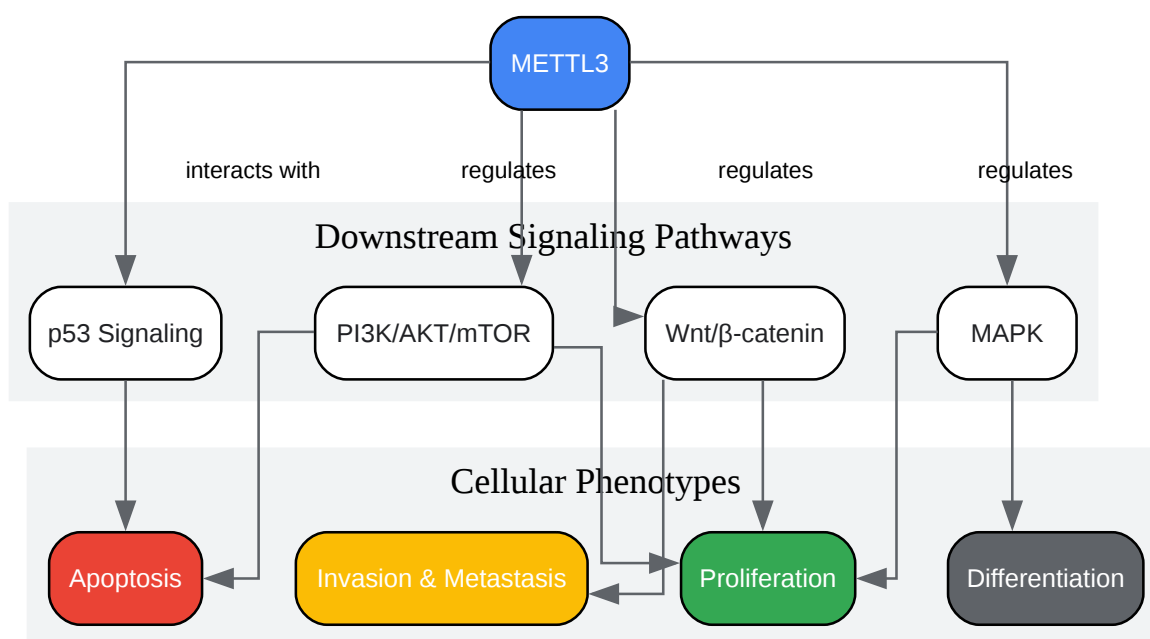 METTL3
interacts with
regulates
regulates
regulates
Downstream Signaling Pathways
p53 Signaling
PI3K/AKT/mTOR
Wnt/β-catenin
MAPK
Cellular Phenotypes
Apoptosis
Invasion & Metastasis
Proliferation
Differentiation